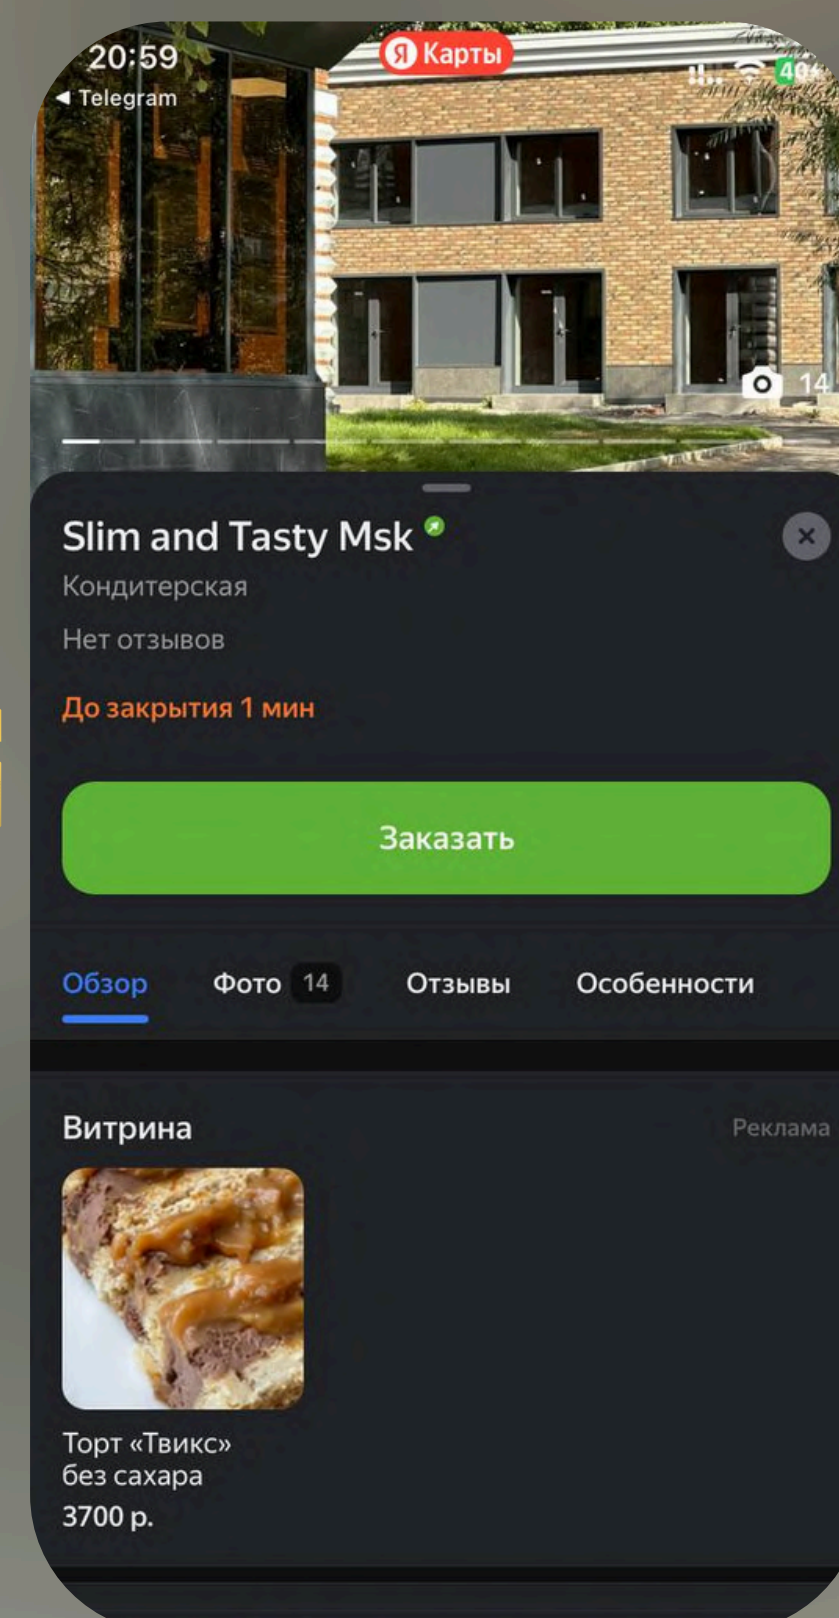 20:59
Я Карты
40
◀ Telegram
14
Slim and Tasty Msk
Кондитерская
Нет отзывов
До закрытия 1 мин
Заказать
Обзор Фото 14 Отзывы Особенности
Витрина Реклама
Торт «Твикс»
без сахара
3700 р.